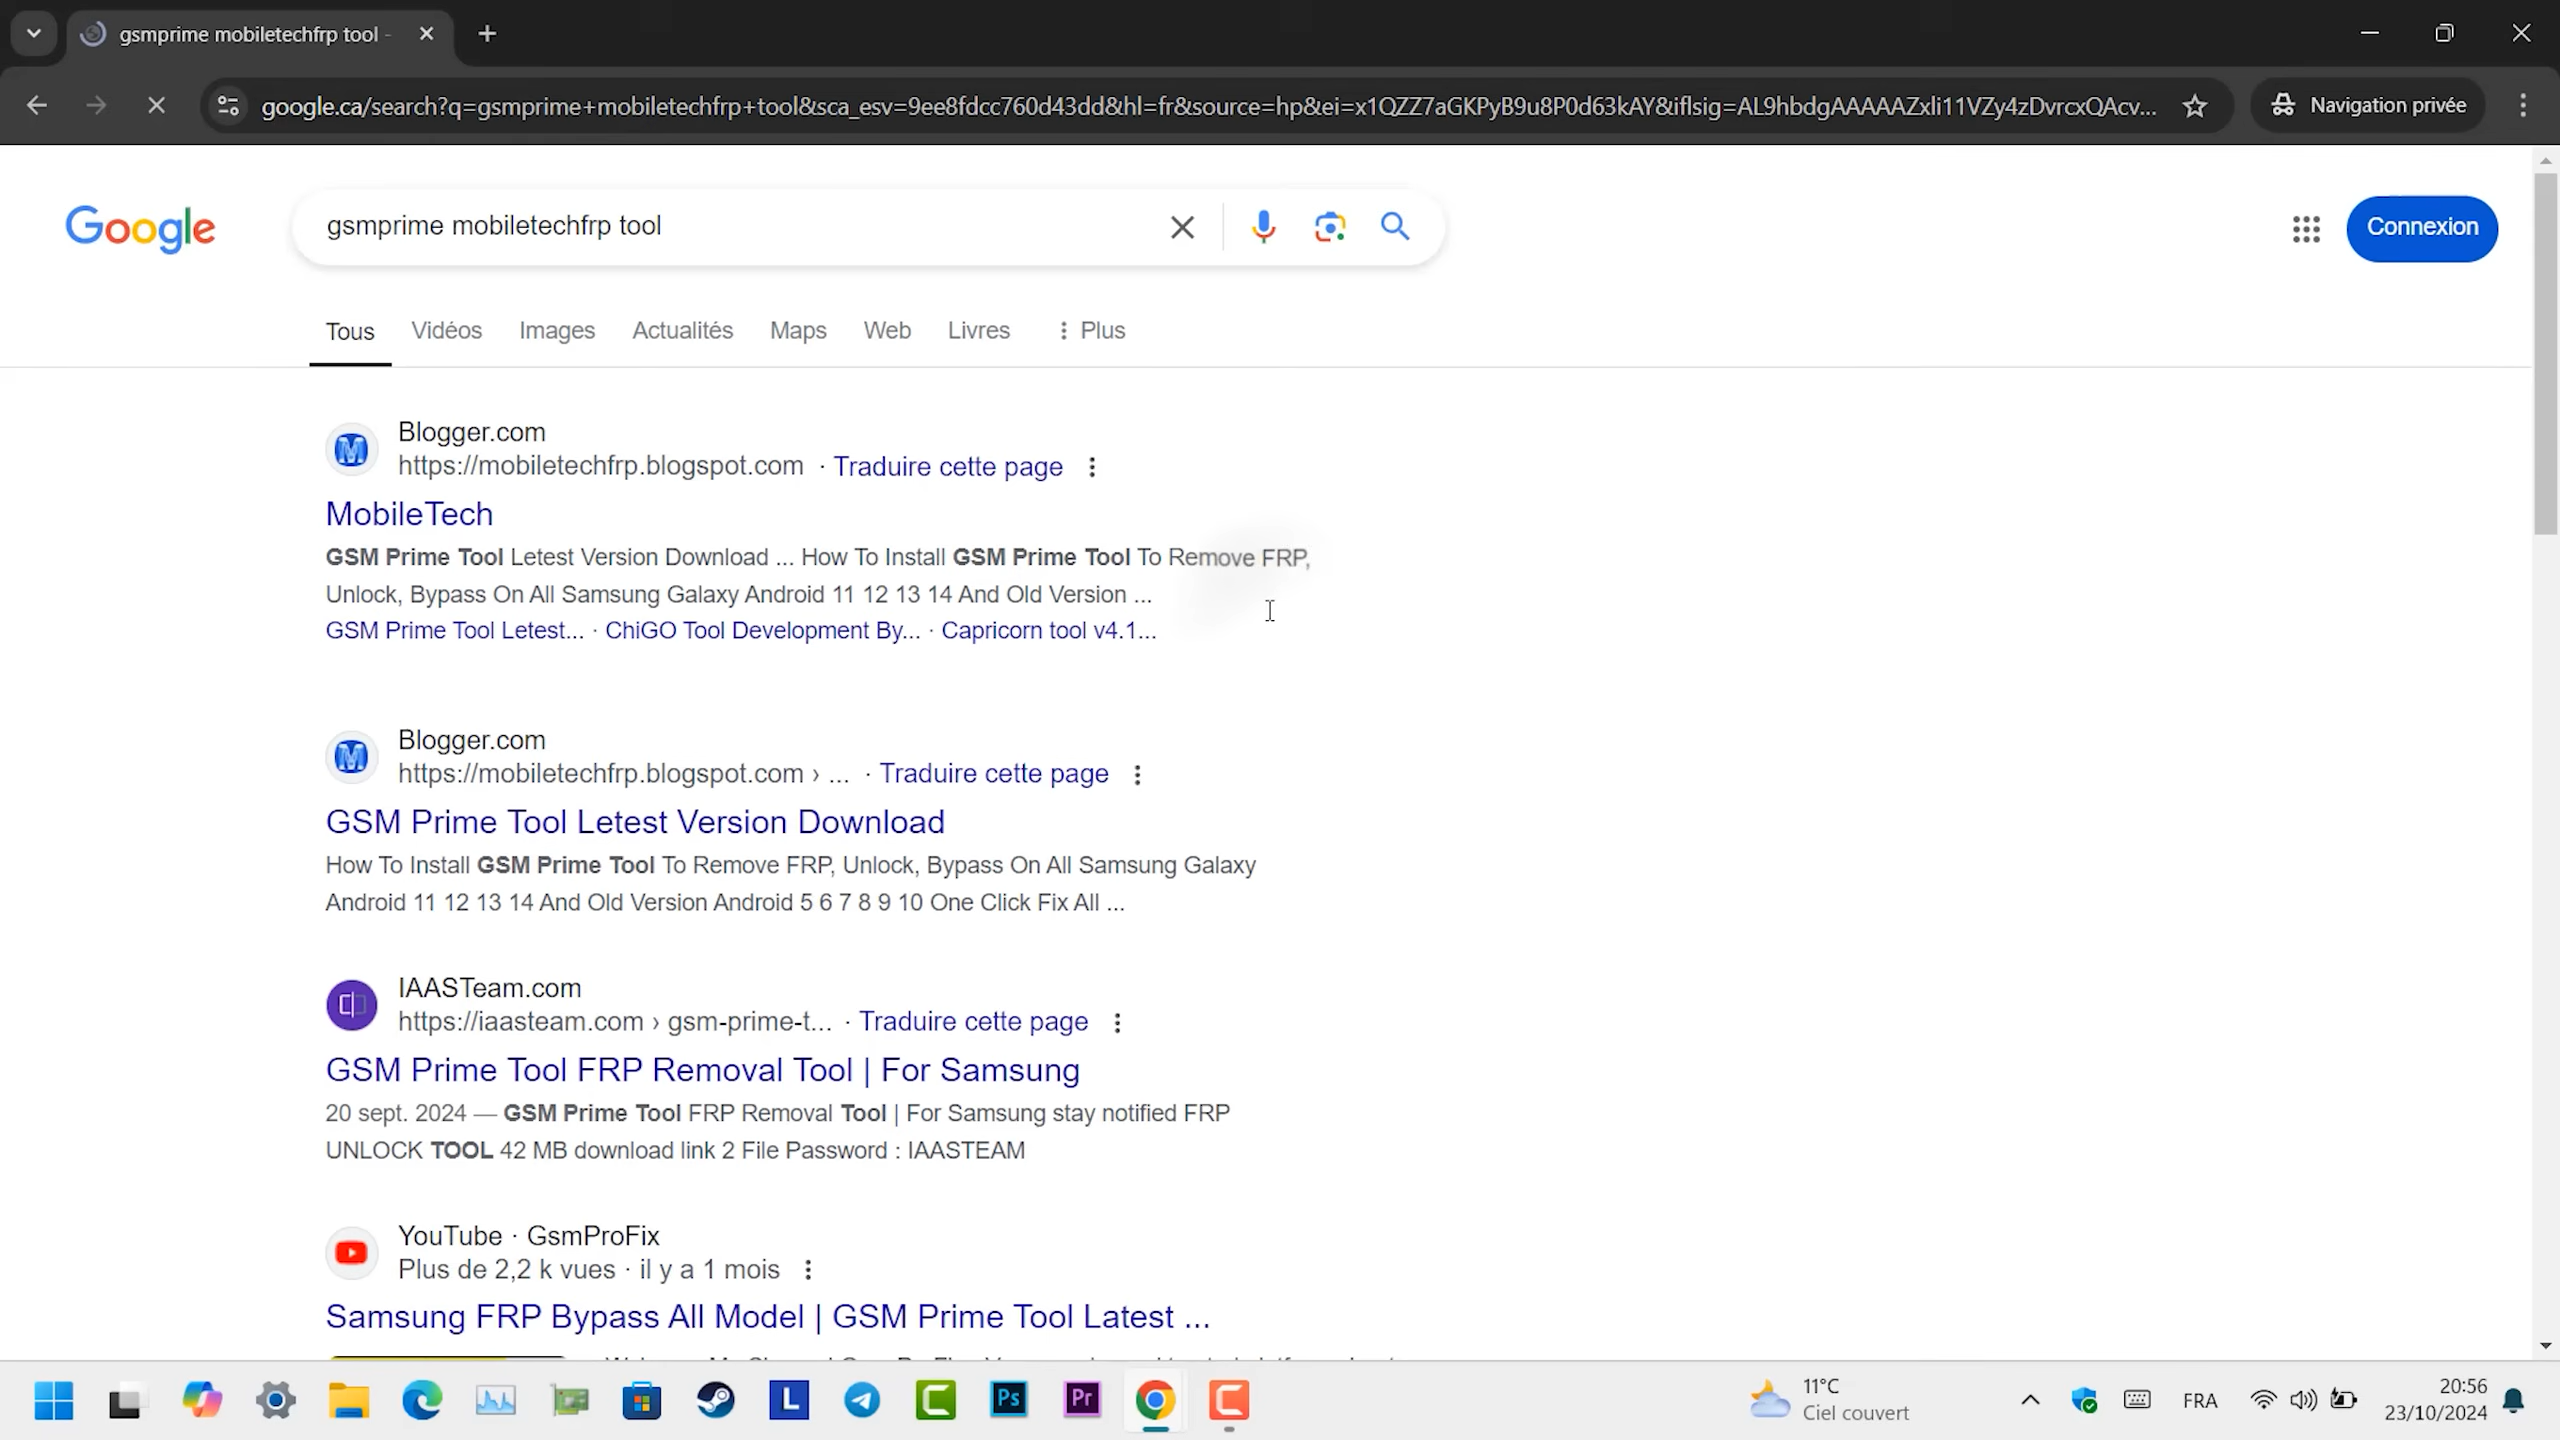 gsmprime mobiletechfrp tool -
google.ca/search?q=gsmprime+mobiletechfrp+tool&sca_esv=9ee8fdcc760d43dd&hl=fr&source=hp&ei=x1QZZ7aGKPyB9u8P0d63kAY&iflsig=AL9hbdgAAAAAZxli11VZy4zDvrcxQAcv...
Navigation privée
Google
gsmprime mobiletechfrp tool
Connexion
Tous Vidéos Images Actualités Maps Web Livres Plus
Blogger.com
https://mobiletechfrp.blogspot.com · Traduire cette page
MobileTech
GSM Prime Tool Letest Version Download ... How To Install GSM Prime Tool To Remove FRP,
Unlock, Bypass On All Samsung Galaxy Android 11 12 13 14 And Old Version ...
GSM Prime Tool Letest... · ChiGO Tool Development By... · Capricorn tool v4.1...
Blogger.com
https://mobiletechfrp.blogspot.com › ... · Traduire cette page
GSM Prime Tool Letest Version Download
How To Install GSM Prime Tool To Remove FRP, Unlock, Bypass On All Samsung Galaxy
Android 11 12 13 14 And Old Version Android 5 6 7 8 9 10 One Click Fix All ...
IAASTeam.com
https://iaasteam.com › gsm-prime-t... · Traduire cette page
GSM Prime Tool FRP Removal Tool | For Samsung
20 sept. 2024 — GSM Prime Tool FRP Removal Tool | For Samsung stay notified FRP
UNLOCK TOOL 42 MB download link 2 File Password : IAASTEAM
YouTube · GsmProFix
Plus de 2,2 k vues · il y a 1 mois
Samsung FRP Bypass All Model | GSM Prime Tool Latest ...
L
Ps
Pr
11°C
Ciel couvert
FRA
20:56
23/10/2024